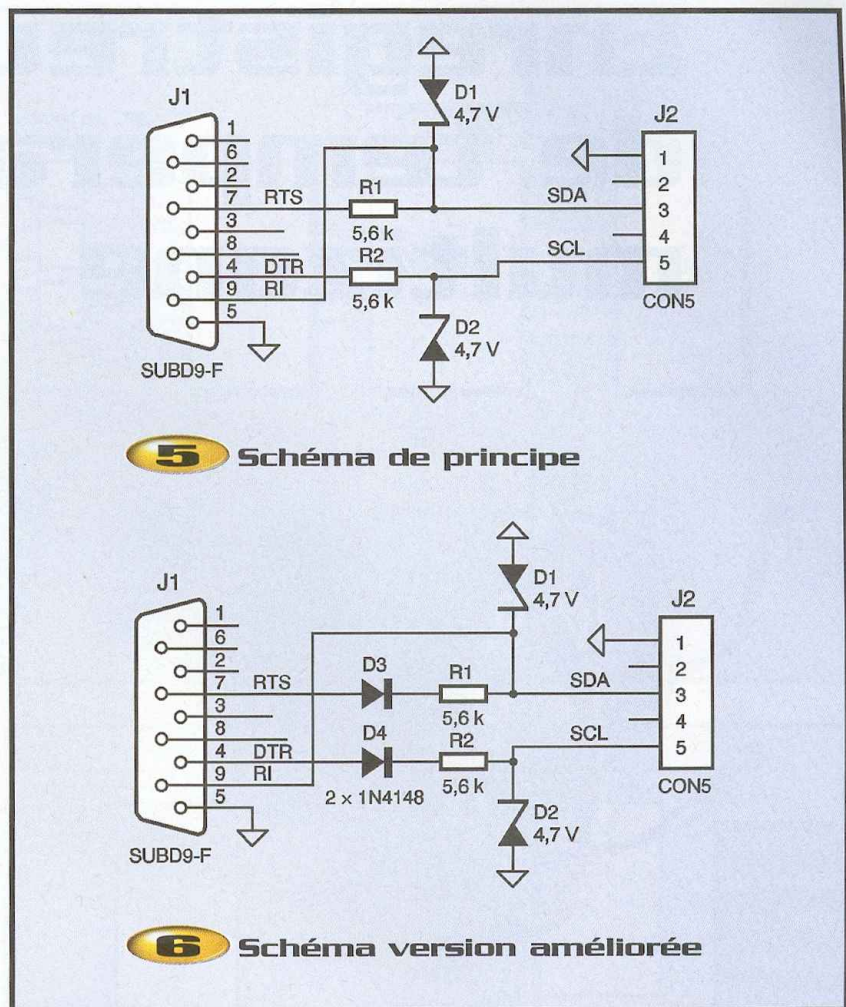 J1
1
6
2
7
3
8
4
9
5
RTS
DTR
RI
SUBD9-F
R1
5,6 k
R2
5,6 k
D1
4,7 V
D2
4,7 V
SDA
SCL
J2
1
2
3
4
5
CON5
5 Schéma de principe
J1
1
6
2
7
3
8
4
9
5
RTS
DTR
RI
SUBD9-F
D3
D4
2 x 1N4148
R1
5,6 k
R2
5,6 k
D1
4,7 V
D2
4,7 V
SDA
SCL
J2
1
2
3
4
5
CON5
6 Schéma version améliorée